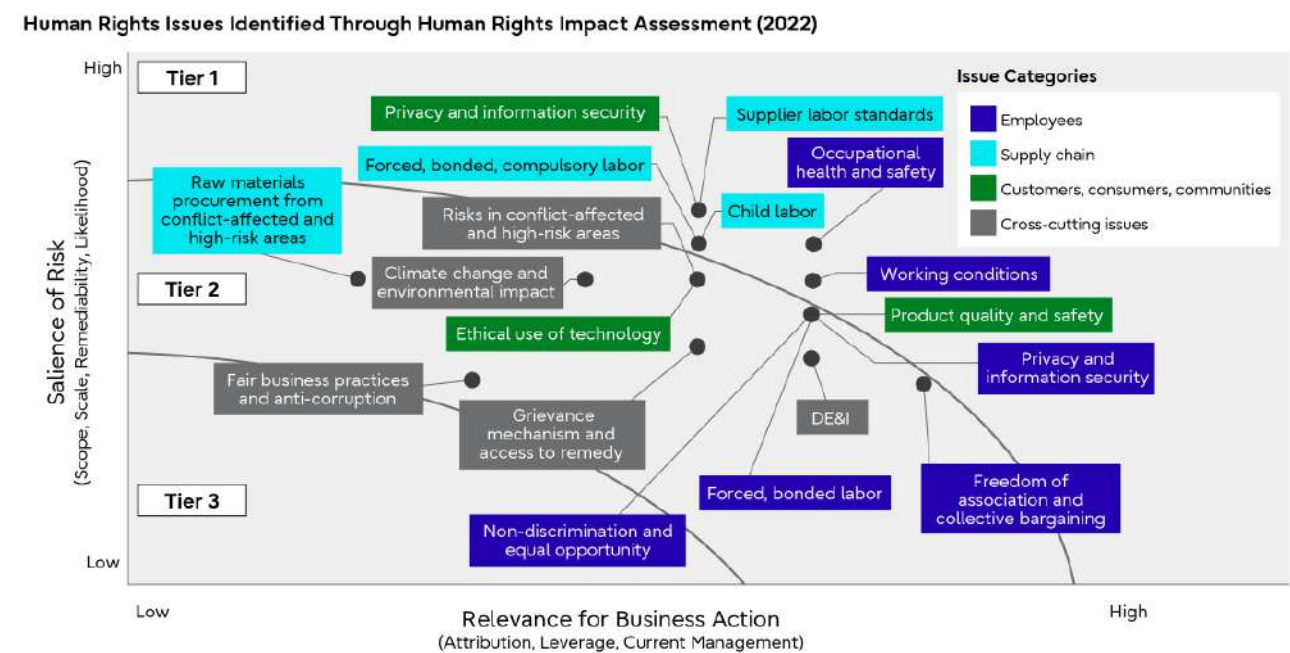 Human Rights Issues Identified Through Human Rights Impact Assessment (2022)
High
Tier 1
Issue Categories
Employees
Supply chain
Customers, consumers, communities
Cross-cutting issues
Privacy and information security
Supplier labor standards
Forced, bonded, compulsory labor
Occupational
health and safety
Raw materials
procurement from
conflict-affected and
high-risk areas
Risks in conflict-affected
and high-risk areas
Child labor
Tier 2
Climate change and
environmental impact
Working conditions
Ethical use of technology
Product quality and safety
Privacy and
information security
Fair business practices
and anti-corruption
Grievance
mechanism and
access to remedy
DE&I
Tier 3
Forced, bonded labor
Freedom of
association and
collective bargaining
Non-discrimination and
equal opportunity
Salience of Risk
(Scope, Scale, Remediability, Likelihood)
Low
Low
High
Relevance for Business Action
(Attribution, Leverage, Current Management)